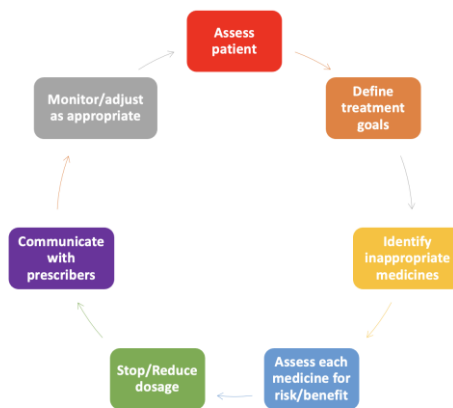 Assess
patient
Define
treatment
goals
Identify
inappropriate
medicines
Assess each
medicine for
risk/benefit
Stop/Reduce
dosage
Communicate
with
prescribers
Monitor/adjust
as appropriate